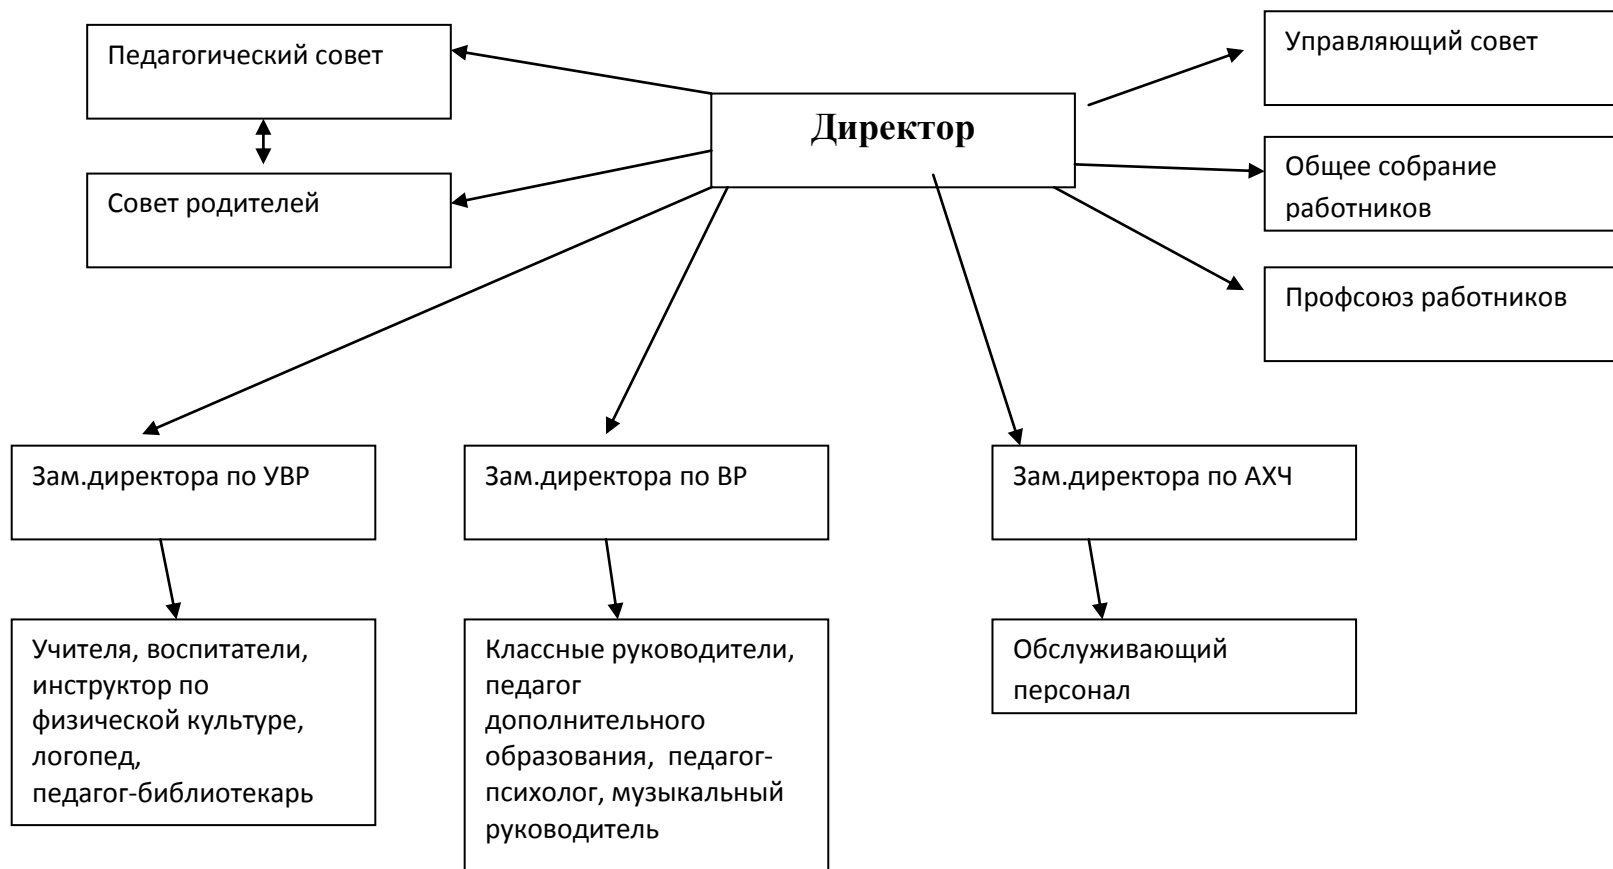 Педагогический совет
Управляющий совет
Директор
Общее собрание
работников
Совет родителей
Профсоюз работников
Зам.директора по УВР
Зам.директора по ВР
Зам.директора по АХЧ
Учителя, воспитатели,
инструктор по
физической культуре,
логопед,
педагог-библиотекарь
Классные руководители,
педагог
дополнительного
образования, педагог-
психолог, музыкальный
руководитель
Обслуживающий
персонал